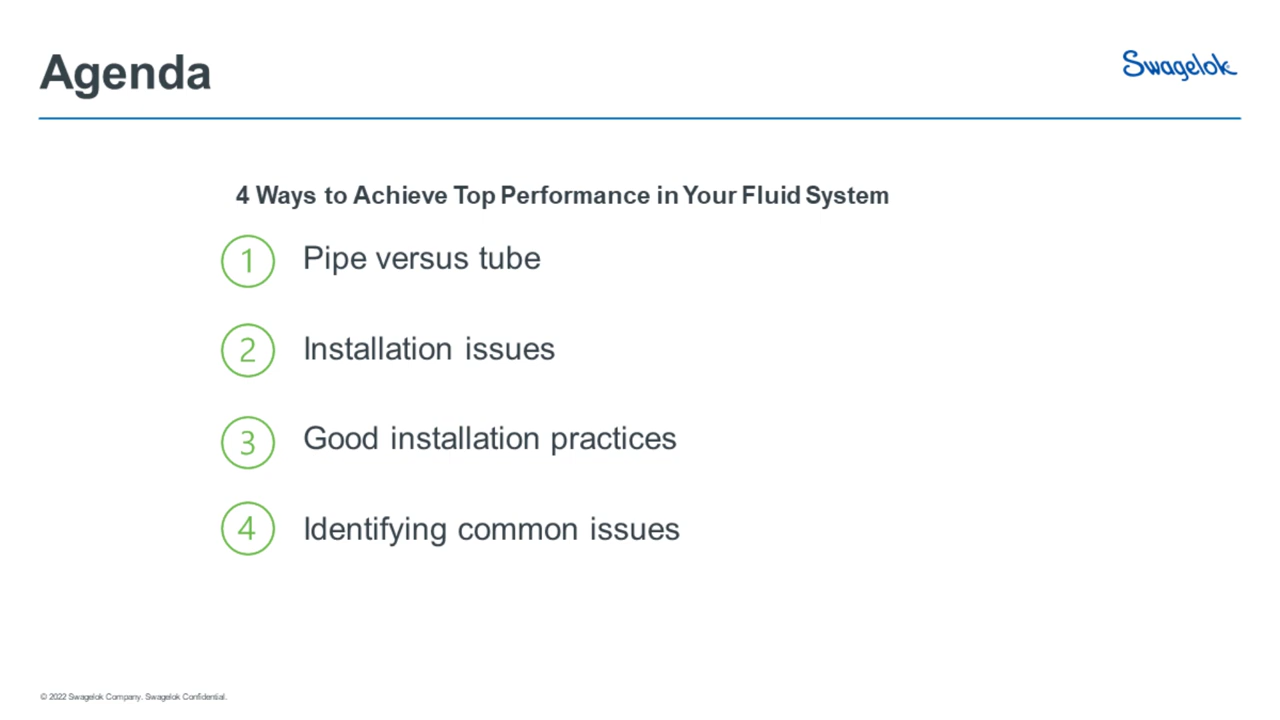 Agenda
Swagelok
4 Ways to Achieve Top Performance in Your Fluid System
1 Pipe versus tube
2 Installation issues
3 Good installation practices
4 Identifying common issues
© 2022 Swagelok Company. Swagelok Confidential.